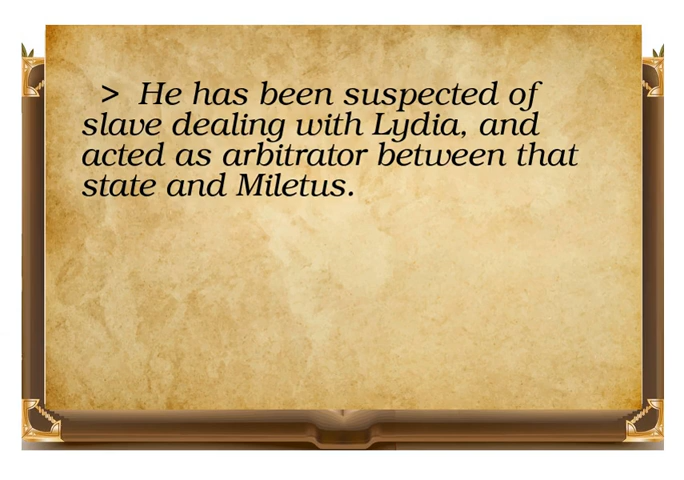 > He has been suspected of
slave dealing with Lydia, and
acted as arbitrator between that
state and Miletus.